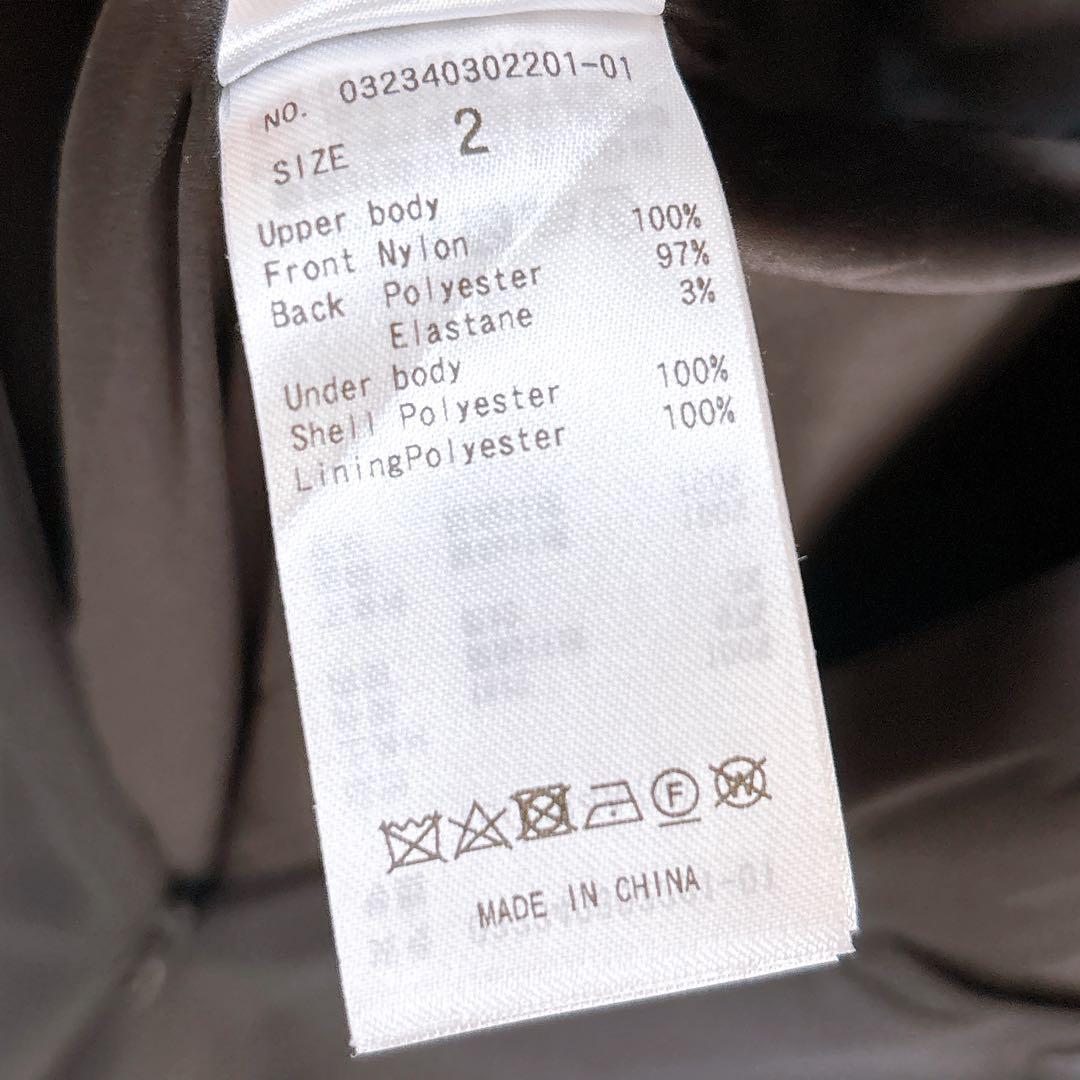 NO. 032340302201-01
SIZE 2
Upper body
Front Nylon 100%
Back Polyester 97%
Elastane 3%
Under body
Shell Polyester 100%
LiningPolyester 100%
F W
MADE IN CHINA